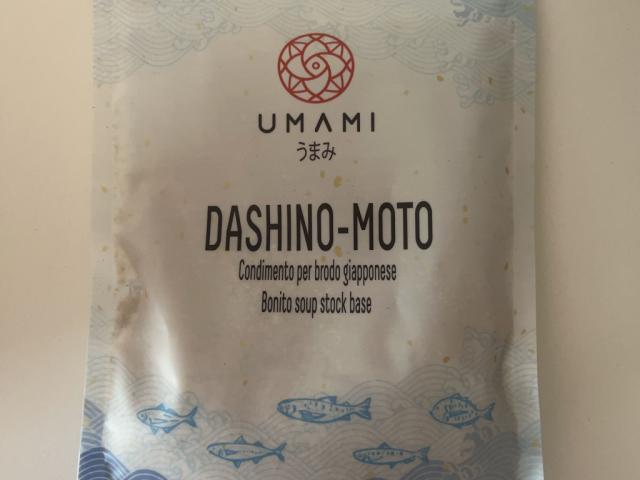 UMAMI
うまみ
DASHINO-MOTO
Condimento per brodo giapponese
Bonito soup stock base